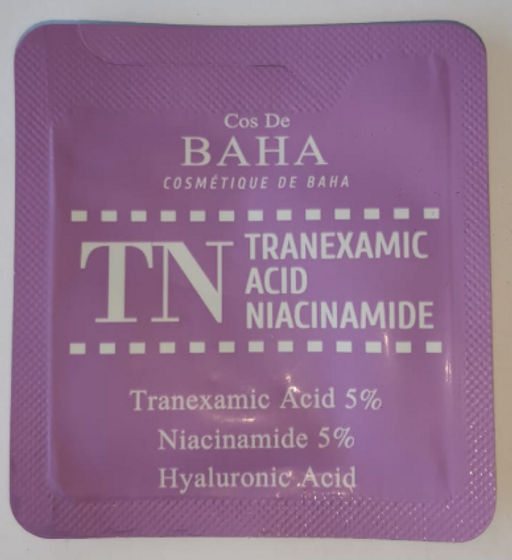 Cos De
BAHA
COSMÉTIQUE DE BAHA
TN
TRANEXAMIC
ACID
NIACINAMIDE
Tranexamic Acid 5%
Niacinamide 5%
Hyaluronic Acid